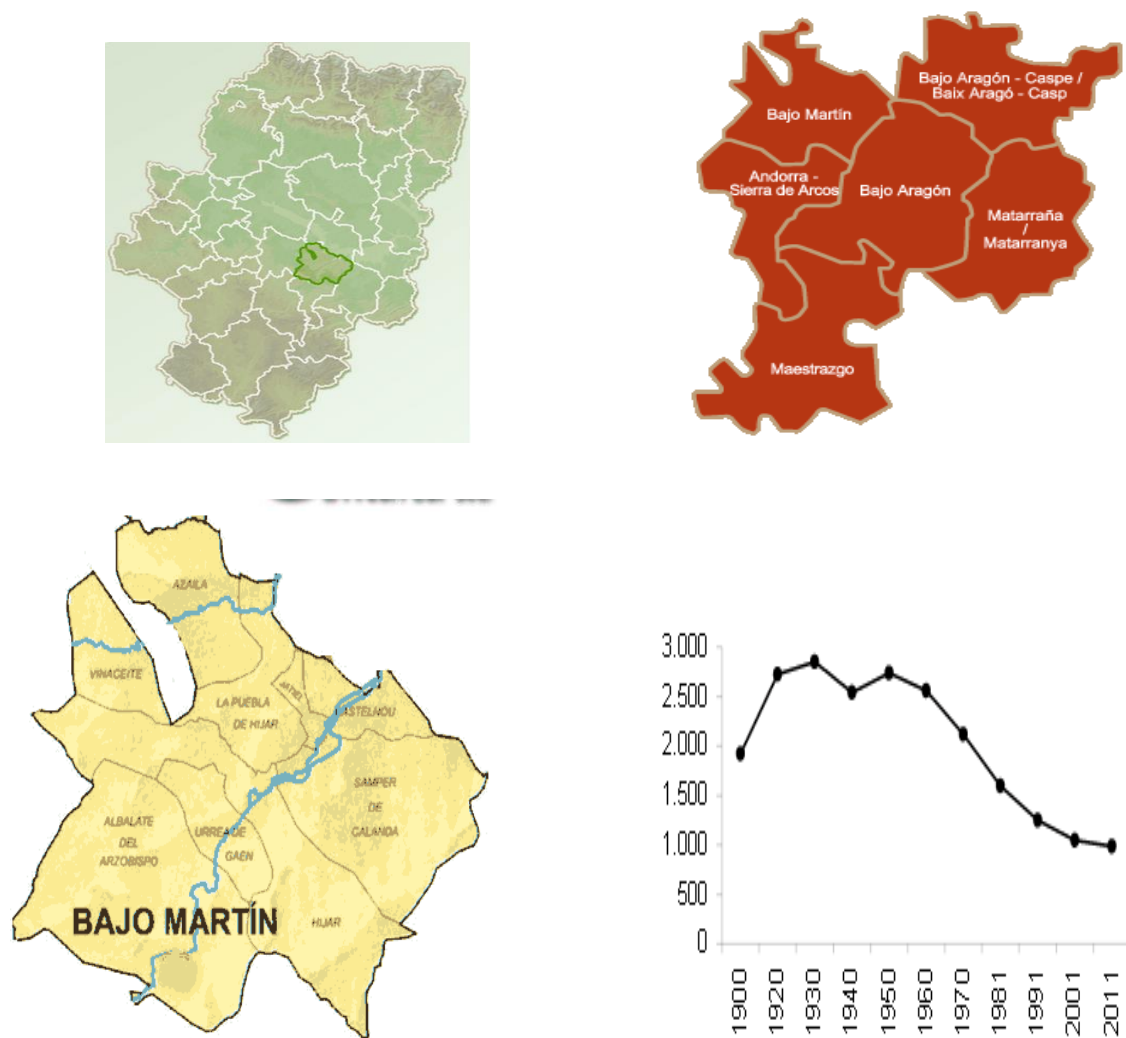 Bajo Aragón - Caspe /
Baix Aragó - Casp
Bajo Martín
Andorra -
Sierra de Arcos
Bajo Aragón
Matarraña
/
Matarranya
Maestrazgo
AZAILA
VINACEITE
LA PUEBLA
DE HIJAR
JATIEL
CASTELNOU
SAMPER
DE
CALANDA
ALBALATE
DEL
ARZOBISPO
URREA DE
GAEN
HIJAR
BAJO MARTÍN
3.000
2.500
2.000
1.500
1.000
500
0
1900
1920
1930
1940
1950
1960
1970
1981
1991
2001
2011